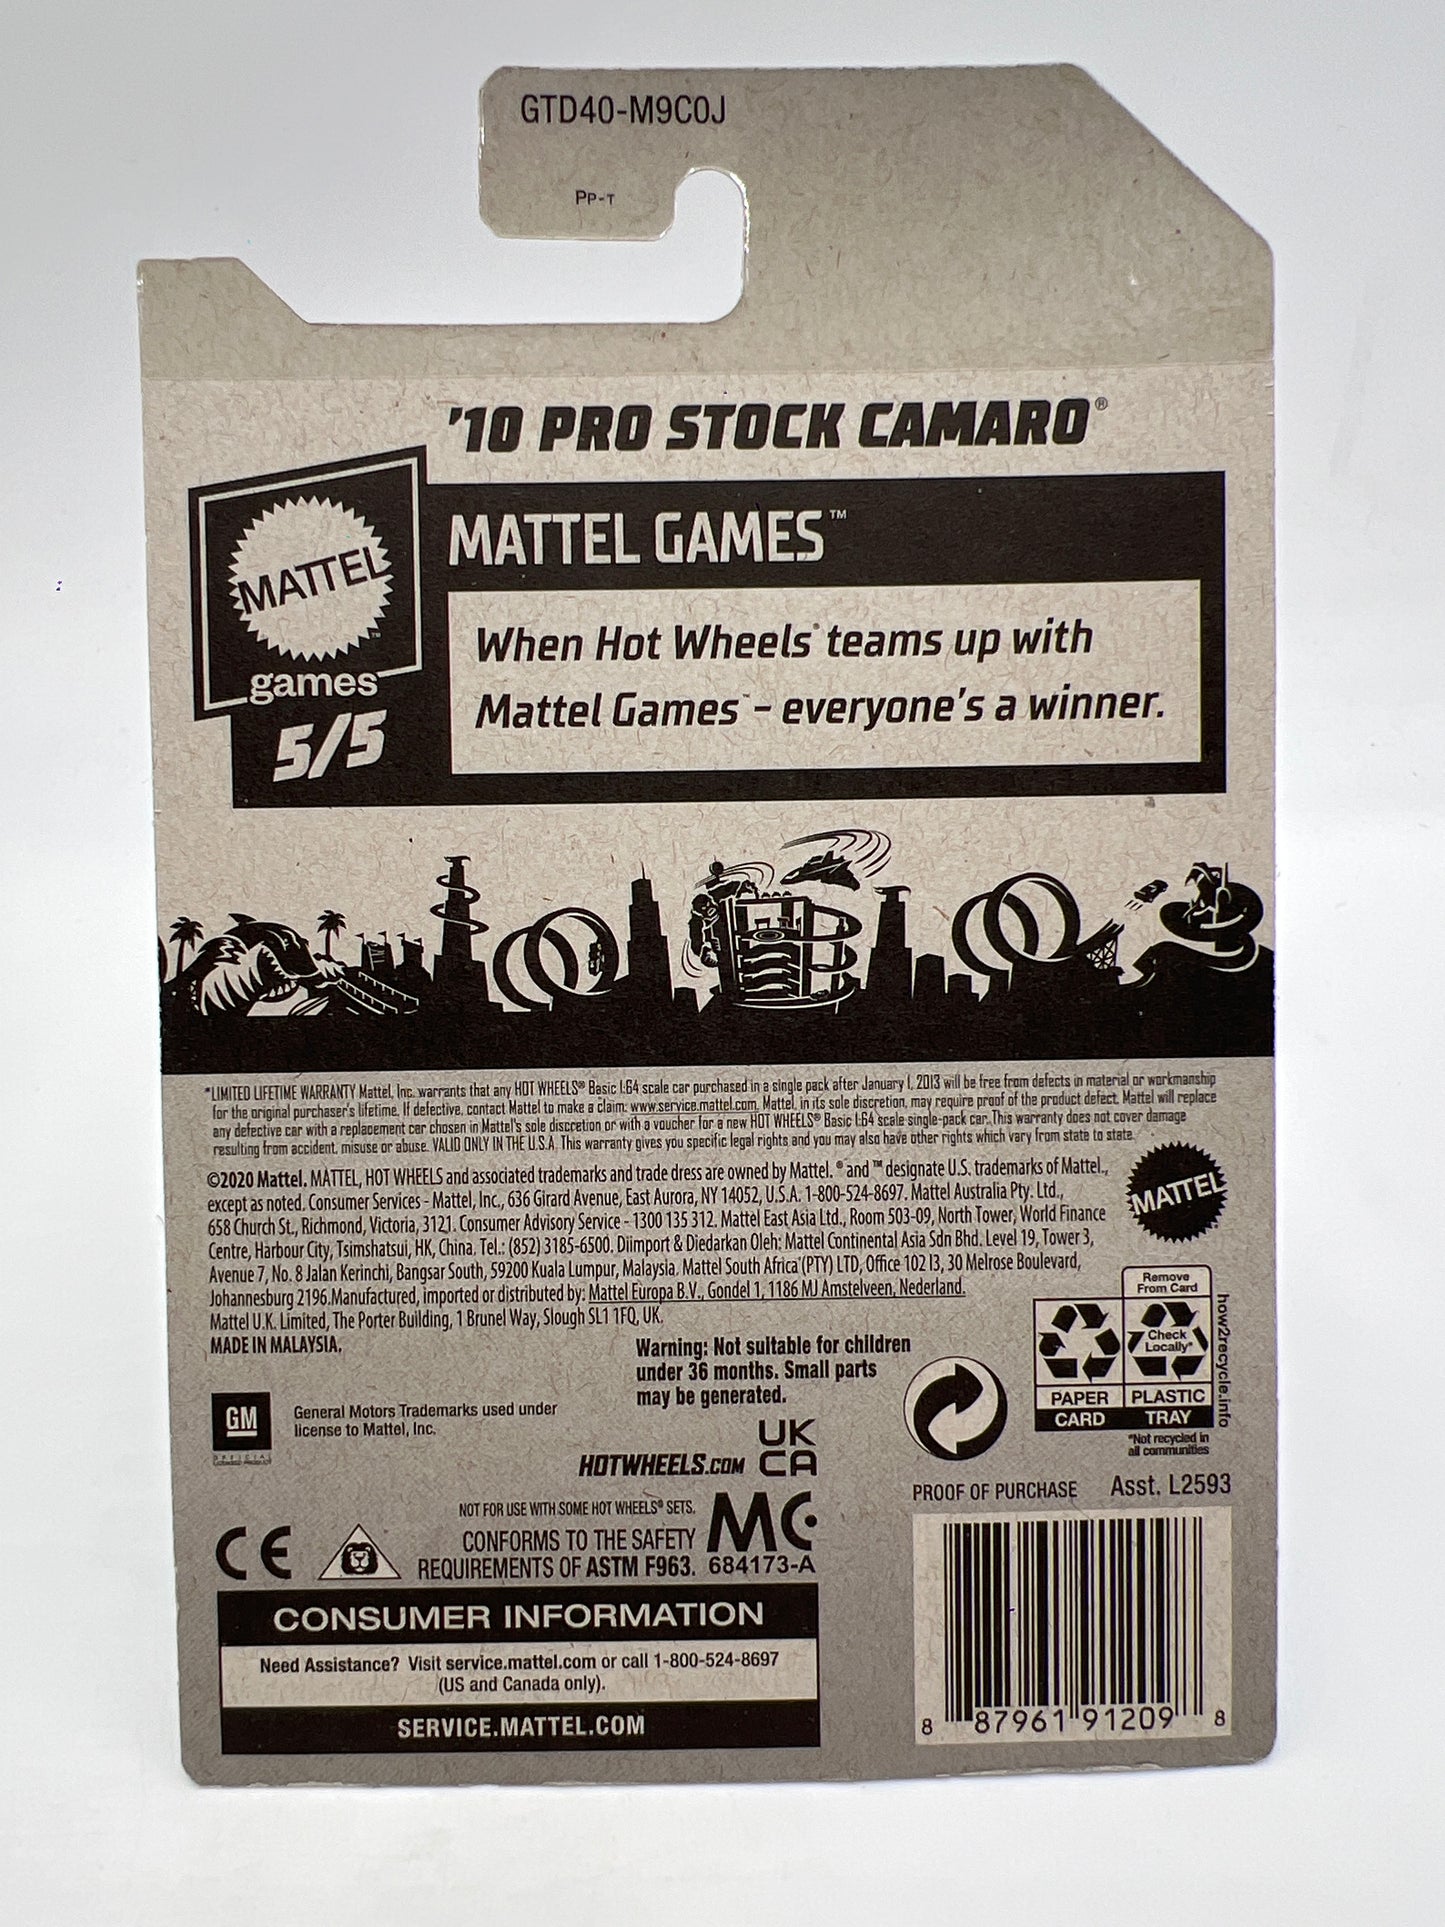 GTD40-M9C0J
PP-T
'10 PRO STOCK CAMARO®
MATTEL™
games
5/5
MATTEL GAMES™
When Hot Wheels® teams up with
Mattel Games™ – everyone's a winner.
*LIMITED LIFETIME WARRANTY Mattel, Inc. warrants that any HOT WHEELS® Basic 1:64 scale car purchased in a single pack after January 1, 2013 will be free from defects in material or workmanship
for the original purchaser's lifetime. If defective, contact Mattel to make a claim: www.service.mattel.com. Mattel, in its sole discretion, may require proof of the product defect. Mattel will replace
any defective car with a replacement car chosen in Mattel's sole discretion or with a voucher for a new HOT WHEELS® Basic 1:64 scale single-pack car. This warranty does not cover damage
resulting from accident, misuse or abuse. VALID ONLY IN THE U.S.A. This warranty gives you specific legal rights and you may also have other rights which vary from state to state.
©2020 Mattel. MATTEL, HOT WHEELS and associated trademarks and trade dress are owned by Mattel. ® and ™ designate U.S. trademarks of Mattel.,
except as noted. Consumer Services - Mattel, Inc., 636 Girard Avenue, East Aurora, NY 14052, U.S.A. 1-800-524-8697. Mattel Australia Pty. Ltd.,
658 Church St., Richmond, Victoria, 3121. Consumer Advisory Service - 1300 135 312. Mattel East Asia Ltd., Room 503-09, North Tower, World Finance
Centre, Harbour City, Tsimshatsui, HK, China. Tel.: (852) 3185-6500. Diimport & Diedarkan Oleh: Mattel Continental Asia Sdn Bhd. Level 19, Tower 3,
Avenue 7, No. 8 Jalan Kerinchi, Bangsar South, 59200 Kuala Lumpur, Malaysia. Mattel South Africa (PTY) LTD, Office 102 I3, 30 Melrose Boulevard,
Johannesburg 2196.Manufactured, imported or distributed by: Mattel Europa B.V., Gondel 1, 1186 MJ Amstelveen, Nederland.
Mattel U.K. Limited, The Porter Building, 1 Brunel Way, Slough SL1 1FQ, UK.
MADE IN MALAYSIA.
MATTEL
Warning: Not suitable for children
under 36 months. Small parts
may be generated.
Remove
From Card
Check
Locally*
PAPER
CARD
PLASTIC
TRAY
*Not recycled in
all communities
how2recycle.info
GM
OFFICIAL
LICENSED PRODUCT
General Motors Trademarks used under
license to Mattel, Inc.
HOTWHEELS.COM
UK
CA
NOT FOR USE WITH SOME HOT WHEELS® SETS.
CE
CONFORMS TO THE SAFETY
REQUIREMENTS OF ASTM F963.
MC
684173-A
PROOF OF PURCHASE
Asst. L2593
CONSUMER INFORMATION
Need Assistance? Visit service.mattel.com or call 1-800-524-8697
(US and Canada only).
SERVICE.MATTEL.COM
8 87961 91209 8